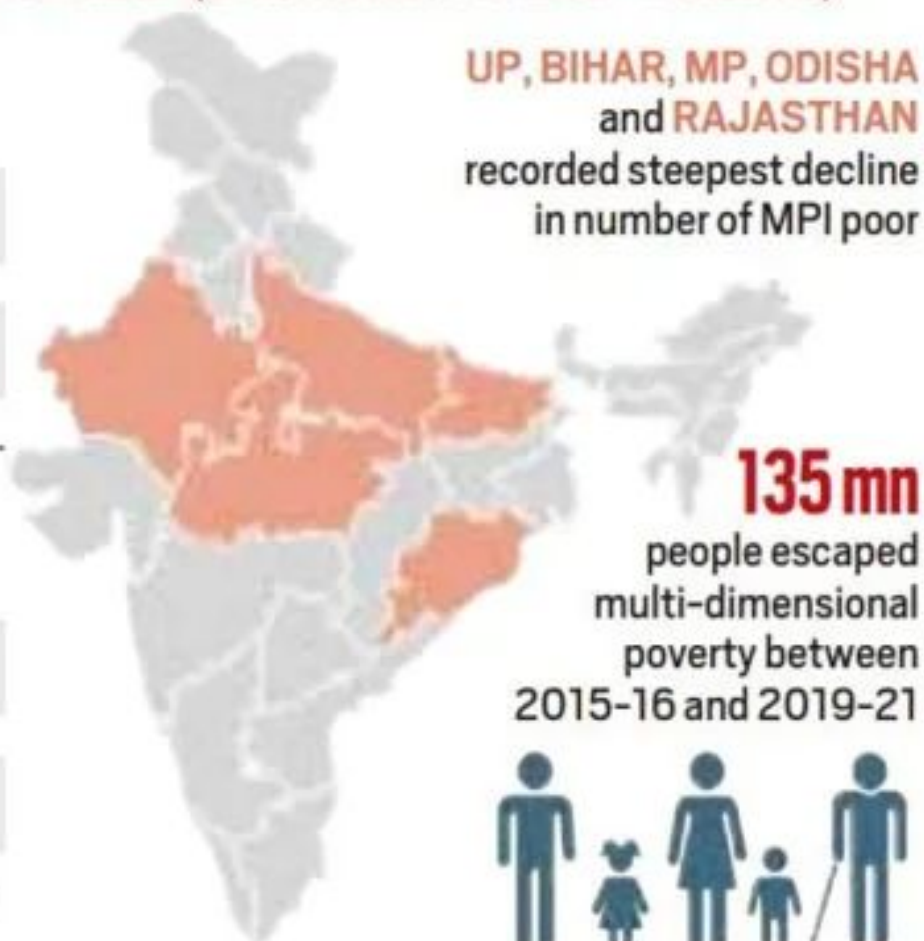 UP, BIHAR, MP, ODISHA
and RAJASTHAN
recorded steepest decline
in number of MPI poor
135 mn
people escaped
multi-dimensional
poverty between
2015-16 and 2019-21